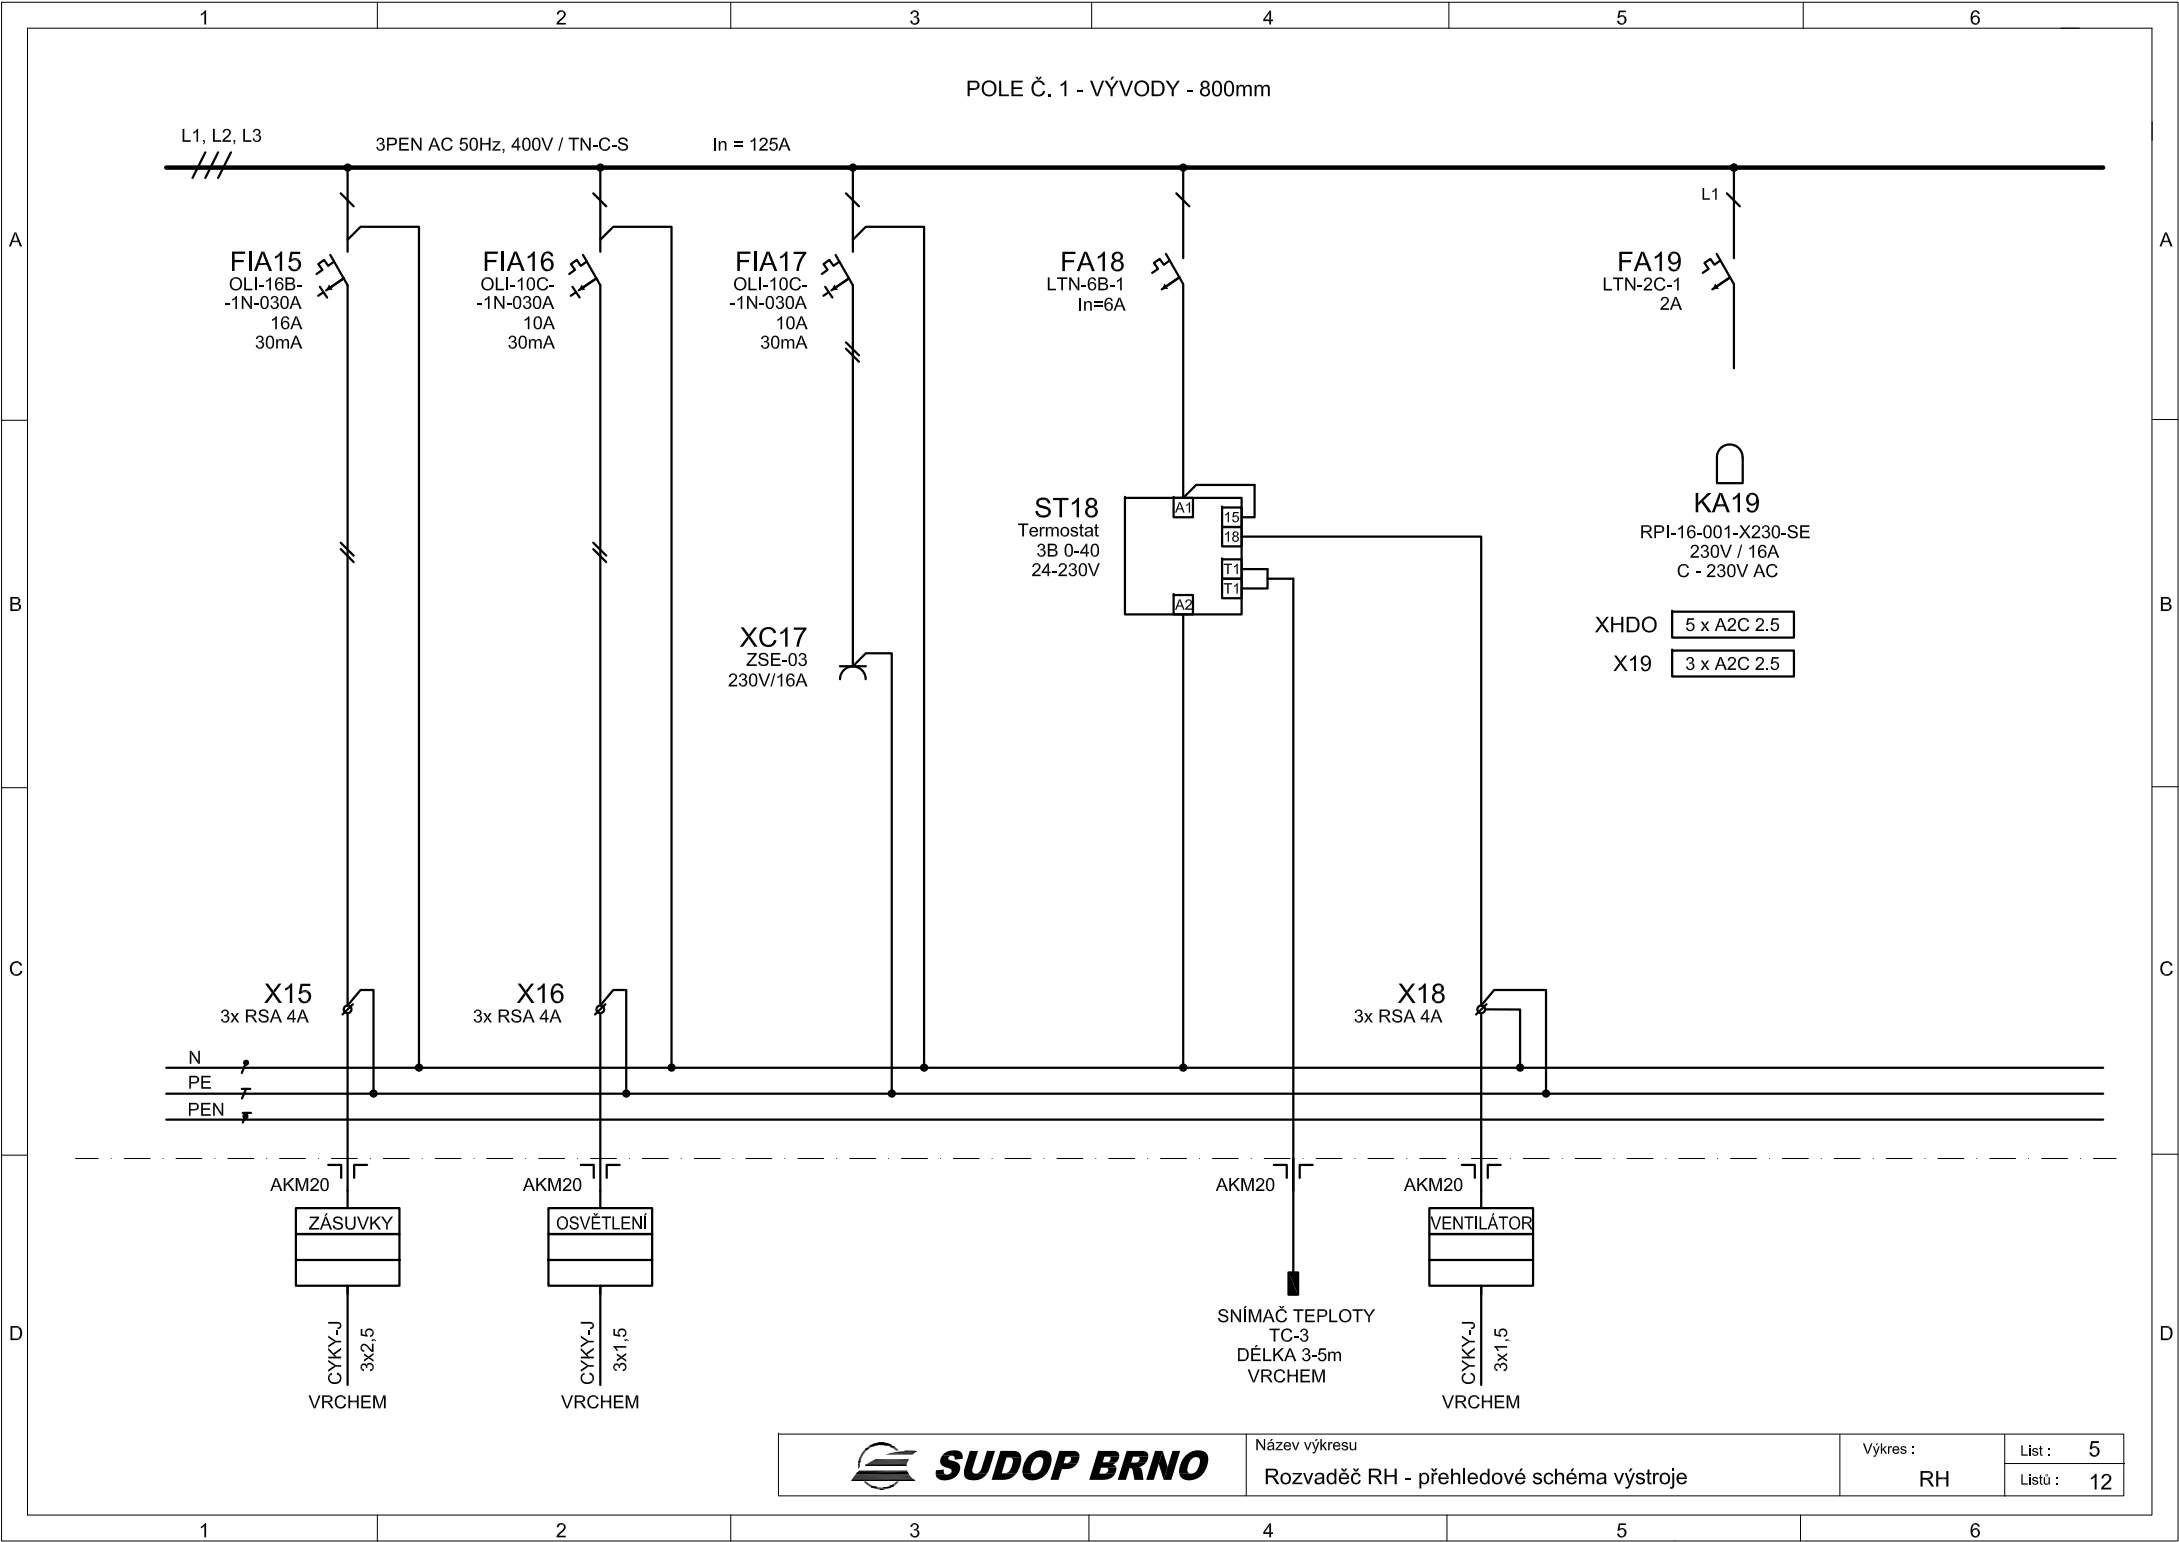 1 2 3 4 5 6
POLE Č. 1 - VÝVODY - 800mm
L1, L2, L3
3PEN AC 50Hz, 400V / TN-C-S
In = 125A
L1
A
A
FIA15
OLI-16B-
-1N-030A
16A
30mA
FIA16
OLI-10C-
-1N-030A
10A
30mA
FIA17
OLI-10C-
-1N-030A
10A
30mA
FA18
LTN-6B-1
In=6A
FA19
LTN-2C-1
2A
ST18
Termostat
3B 0-40
24-230V
A1
15
18
T1
T1
A2
KA19
RPI-16-001-X230-SE
230V / 16A
C - 230V AC
B
B
XHDO 5 x A2C 2.5
X19 3 x A2C 2.5
XC17
ZSE-03
230V/16A
C
C
X15
3x RSA 4A
X16
3x RSA 4A
X18
3x RSA 4A
N
PE
PEN
AKM20
AKM20
AKM20
AKM20
ZÁSUVKY
OSVĚTLENÍ
VENTILÁTOR
D
D
CYKY-J
3x2,5
VRCHEM
CYKY-J
3x1,5
VRCHEM
SNÍMAČ TEPLOTY
TC-3
DÉLKA 3-5m
VRCHEM
CYKY-J
3x1,5
VRCHEM
SUDOP BRNO
Název výkresu
Rozvaděč RH - přehledové schéma výstroje
Výkres :
RH
List : 5
Listů : 12
1 2 3 4 5 6